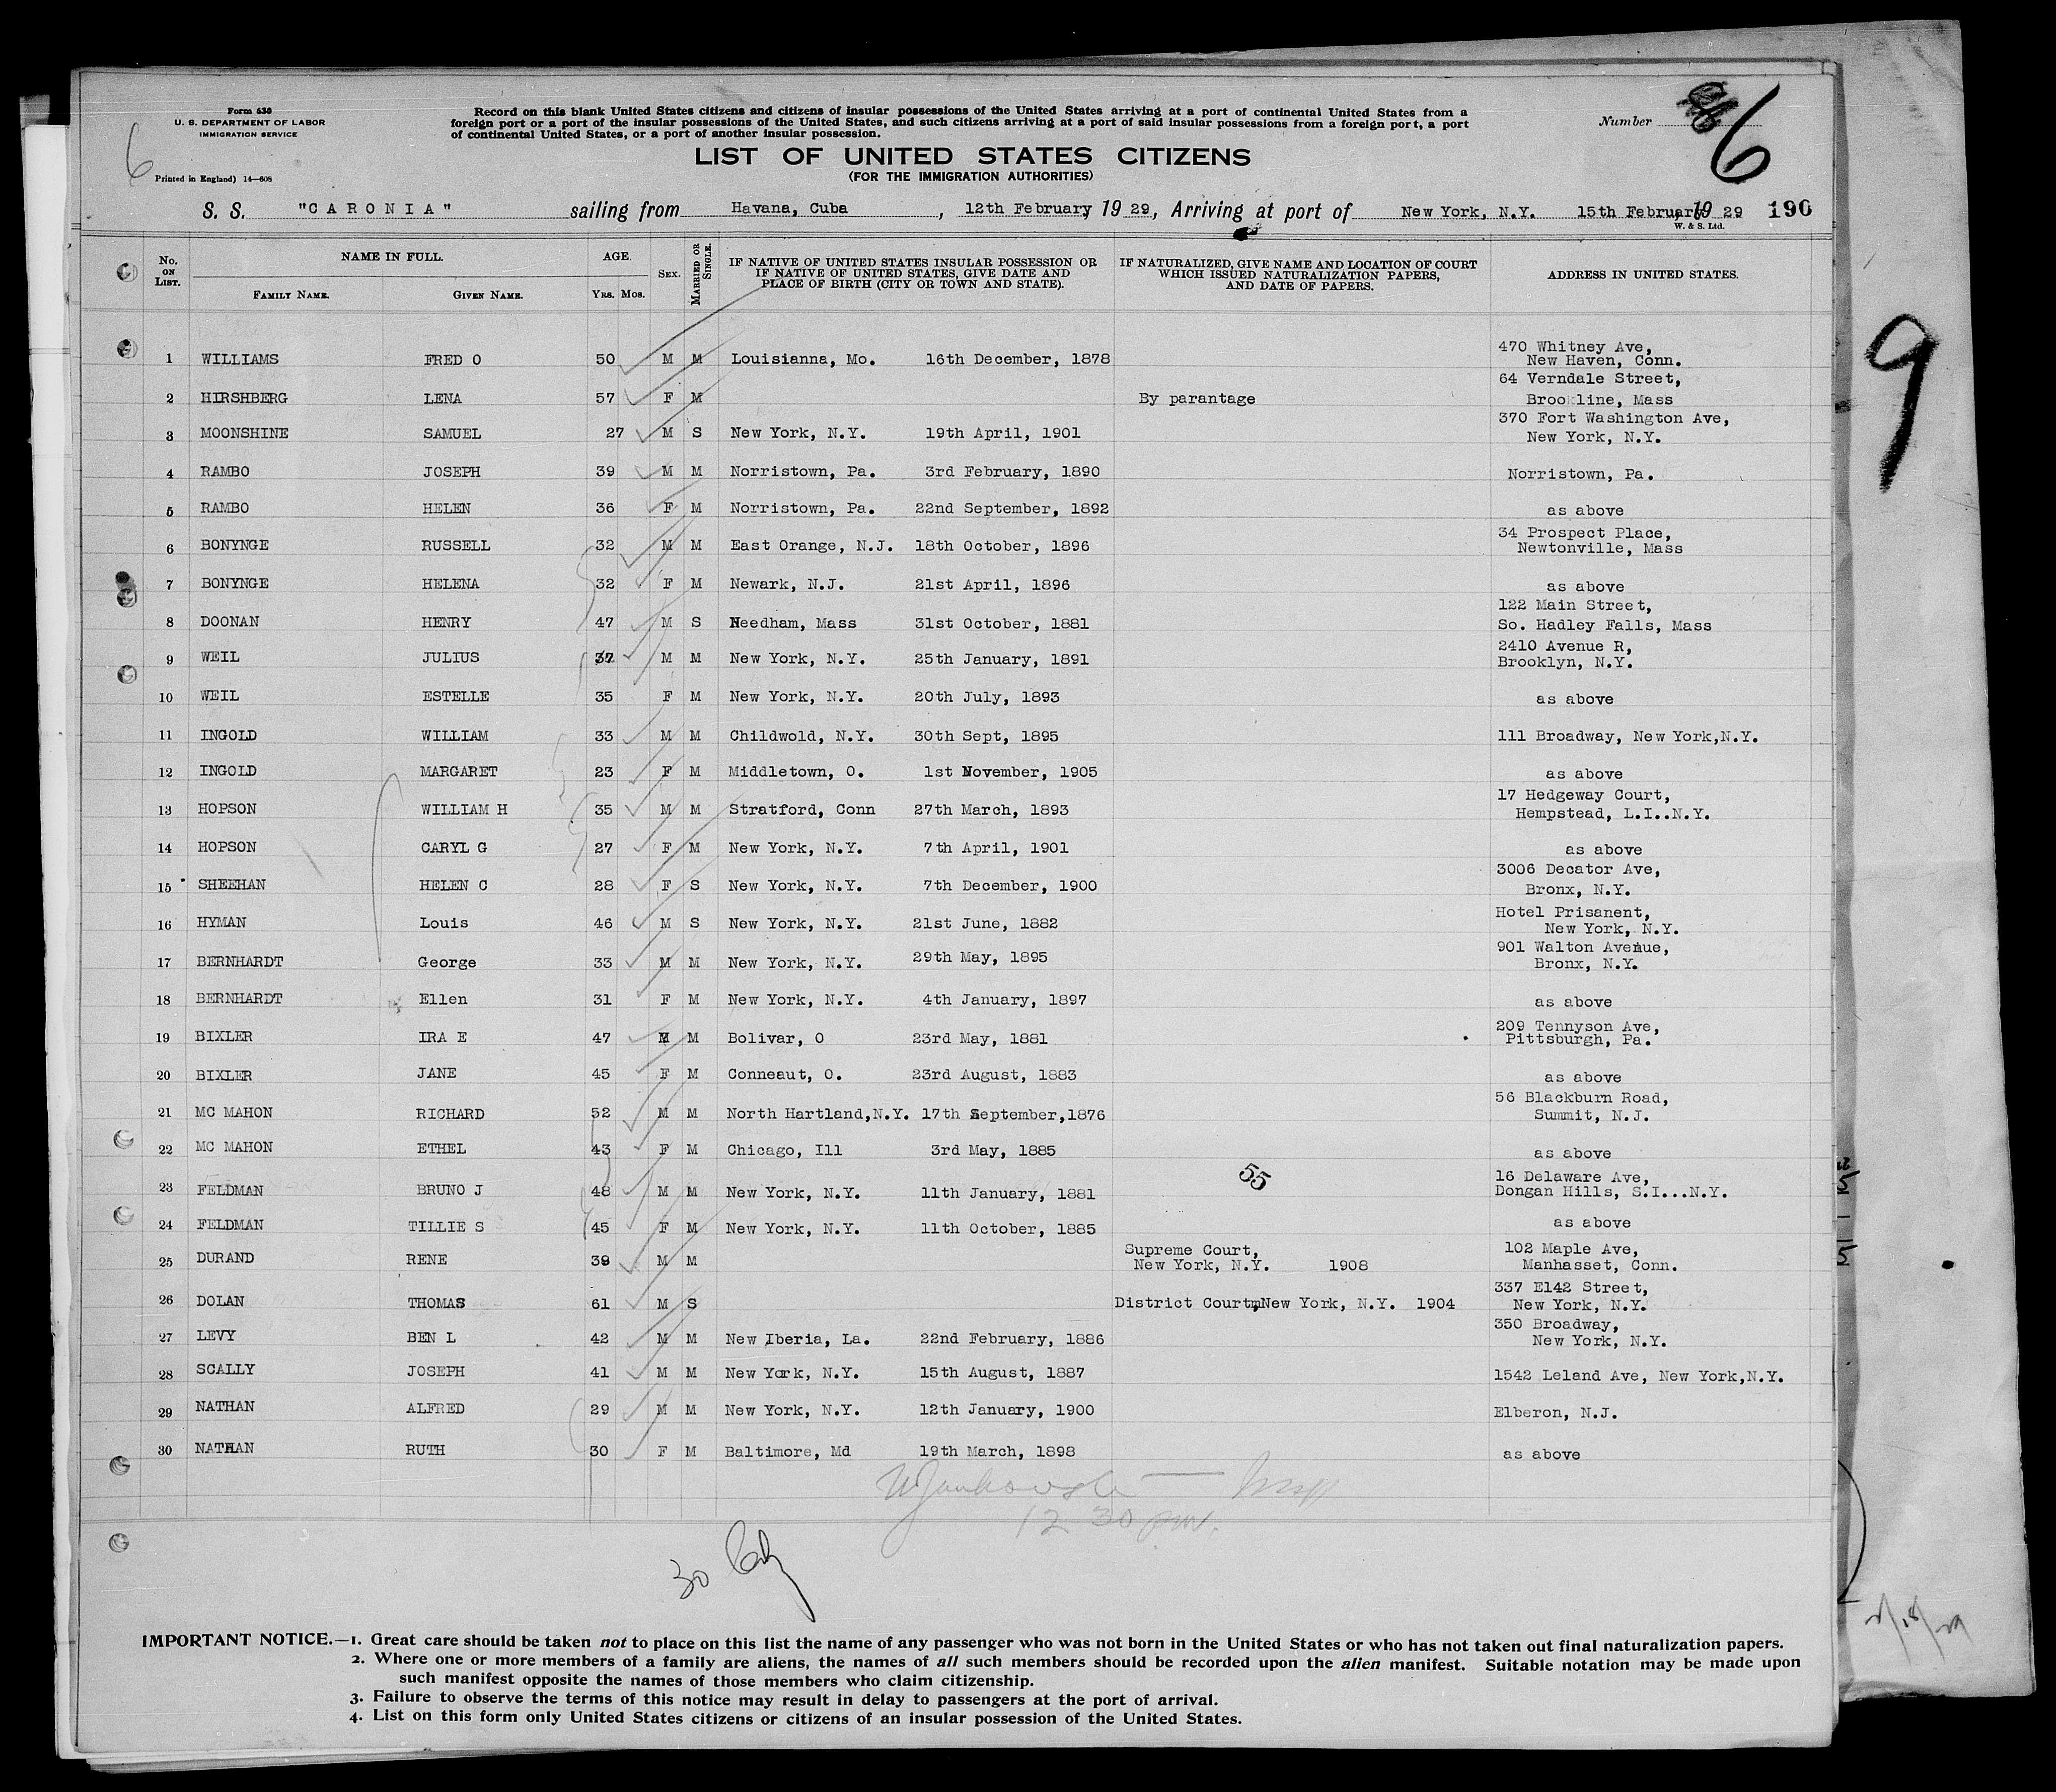 Form 630
U. S. DEPARTMENT OF LABOR
IMMIGRATION SERVICE
Printed in England) 14—608
6
Record on this blank United States citizens and citizens of insular possessions of the United States arriving at a port of continental United States from a
foreign port or a port of the insular possessions of the United States, and such citizens arriving at a port of said insular possessions from a foreign port, a port
of continental United States, or a port of another insular possession.
Number 6
LIST OF UNITED STATES CITIZENS
(FOR THE IMMIGRATION AUTHORITIES)
S. S. "CARONIA" sailing from Havana, Cuba, 12th February 19 29, Arriving at port of New York, N.Y. 15th February 19 29 190
W. & S. Ltd.
No. ON LIST. NAME IN FULL. FAMILY NAME. GIVEN NAME. AGE. YRS. MOS. SEX. MARRIED OR SINGLE. IF NATIVE OF UNITED STATES INSULAR POSSESSION OR IF NATIVE OF UNITED STATES, GIVE DATE AND PLACE OF BIRTH (CITY OR TOWN AND STATE). IF NATURALIZED, GIVE NAME AND LOCATION OF COURT WHICH ISSUED NATURALIZATION PAPERS, AND DATE OF PAPERS. ADDRESS IN UNITED STATES.
1 WILLIAMS FRED O 50 M M Louisianna, Mo. 16th December, 1878 470 Whitney Ave, New Haven, Conn.
2 HIRSHBERG LENA 57 F M By parantage 64 Verndale Street, Brookline, Mass
3 MOONSHINE SAMUEL 27 M S New York, N.Y. 19th April, 1901 370 Fort Washington Ave, New York, N.Y.
4 RAMBO JOSEPH 39 M M Norristown, Pa. 3rd February, 1890 Norristown, Pa.
5 RAMBO HELEN 36 F M Norristown, Pa. 22nd September, 1892 as above
6 BONYNGE RUSSELL 32 M M East Orange, N.J. 18th October, 1896 34 Prospect Place, Newtonville, Mass
7 BONYNGE HELENA 32 F M Newark, N.J. 21st April, 1896 as above
8 DOONAN HENRY 47 M S Needham, Mass 31st October, 1881 122 Main Street, So. Hadley Falls, Mass
9 WEIL JULIUS 37 M M New York, N.Y. 25th January, 1891 2410 Avenue R, Brooklyn, N.Y.
10 WEIL ESTELLE 35 F M New York, N.Y. 20th July, 1893 as above
11 INGOLD WILLIAM 33 M M Childwold, N.Y. 30th Sept, 1895 111 Broadway, New York,N.Y.
12 INGOLD MARGARET 23 F M Middletown, O. 1st November, 1905 as above
13 HOPSON WILLIAM H 35 M M Stratford, Conn 27th March, 1893 17 Hedgeway Court, Hempstead, L.I..N.Y.
14 HOPSON CARYL G 27 F M New York, N.Y. 7th April, 1901 as above
15 SHEEHAN HELEN C 28 F S New York, N.Y. 7th December, 1900 3006 Decator Ave, Bronx, N.Y.
16 HYMAN Louis 46 M S New York, N.Y. 21st June, 1882 Hotel Prisanent, New York, N.Y.
17 BERNHARDT George 33 M M New York, N.Y. 29th May, 1895 901 Walton Avenue, Bronx, N.Y.
18 BERNHARDT Ellen 31 F M New York, N.Y. 4th January, 1897 as above
19 BIXLER IRA E 47 M M Bolivar, O 23rd May, 1881 209 Tennyson Ave, Pittsburgh, Pa.
20 BIXLER JANE 45 F M Conneaut, O. 23rd August, 1883 as above
21 MC MAHON RICHARD 52 M M North Hartland,N.Y. 17th September,1876 56 Blackburn Road, Summit, N.J.
22 MC MAHON ETHEL 43 F M Chicago, Ill 3rd May, 1885 as above
55
23 FELDMAN BRUNO J 48 M M New York, N.Y. 11th January, 1881 16 Delaware Ave, Dongan Hills, S.I...N.Y.
24 FELDMAN TILLIE S 45 F M New York, N.Y. 11th October, 1885 as above
25 DURAND RENE 39 M M Supreme Court, New York, N.Y. 1908 102 Maple Ave, Manhasset, Conn.
26 DOLAN THOMAS 61 M S District Court, New York, N.Y. 1904 337 E142 Street, New York, N.Y.
27 LEVY BEN L 42 M M New Iberia, La. 22nd February, 1886 350 Broadway, New York, N.Y.
28 SCALLY JOSEPH 41 M M New York, N.Y. 15th August, 1887 1542 Leland Ave, New York,N.Y.
29 NATHAN ALFRED 29 M M New York, N.Y. 12th January, 1900 Elberon, N.J.
30 NATHAN RUTH 30 F M Baltimore, Md 19th March, 1898 as above
12 30 pm.
30
IMPORTANT NOTICE.—1. Great care should be taken not to place on this list the name of any passenger who was not born in the United States or who has not taken out final naturalization papers.
2. Where one or more members of a family are aliens, the names of all such members should be recorded upon the alien manifest. Suitable notation may be made upon
such manifest opposite the names of those members who claim citizenship.
3. Failure to observe the terms of this notice may result in delay to passengers at the port of arrival.
4. List on this form only United States citizens or citizens of an insular possession of the United States.
9